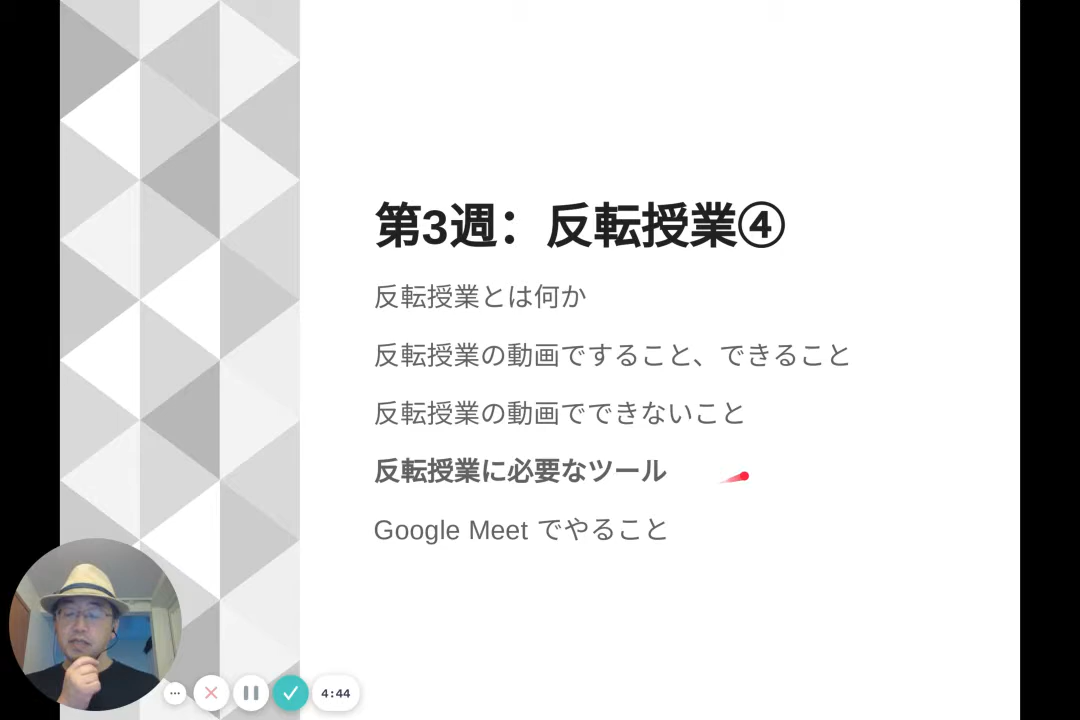 第3週：反転授業④
反転授業とは何か
反転授業の動画ですること、できること
反転授業の動画でできないこと
反転授業に必要なツール
Google Meet でやること
4:44